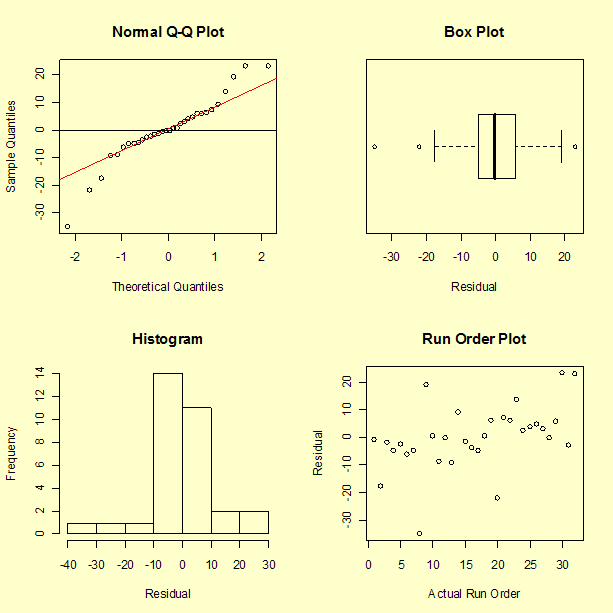 Normal Q-Q Plot
Sample Quantiles
20
10
0
-10
-20
-30
-2 -1 0 1 2
Theoretical Quantiles
Box Plot
-30 -20 -10 0 10 20
Residual
Histogram
Frequency
14
12
10
8
6
4
2
0
-40 -30 -20 -10 0 10 20 30
Residual
Run Order Plot
Residual
20
10
0
-10
-20
-30
0 5 10 15 20 25 30
Actual Run Order